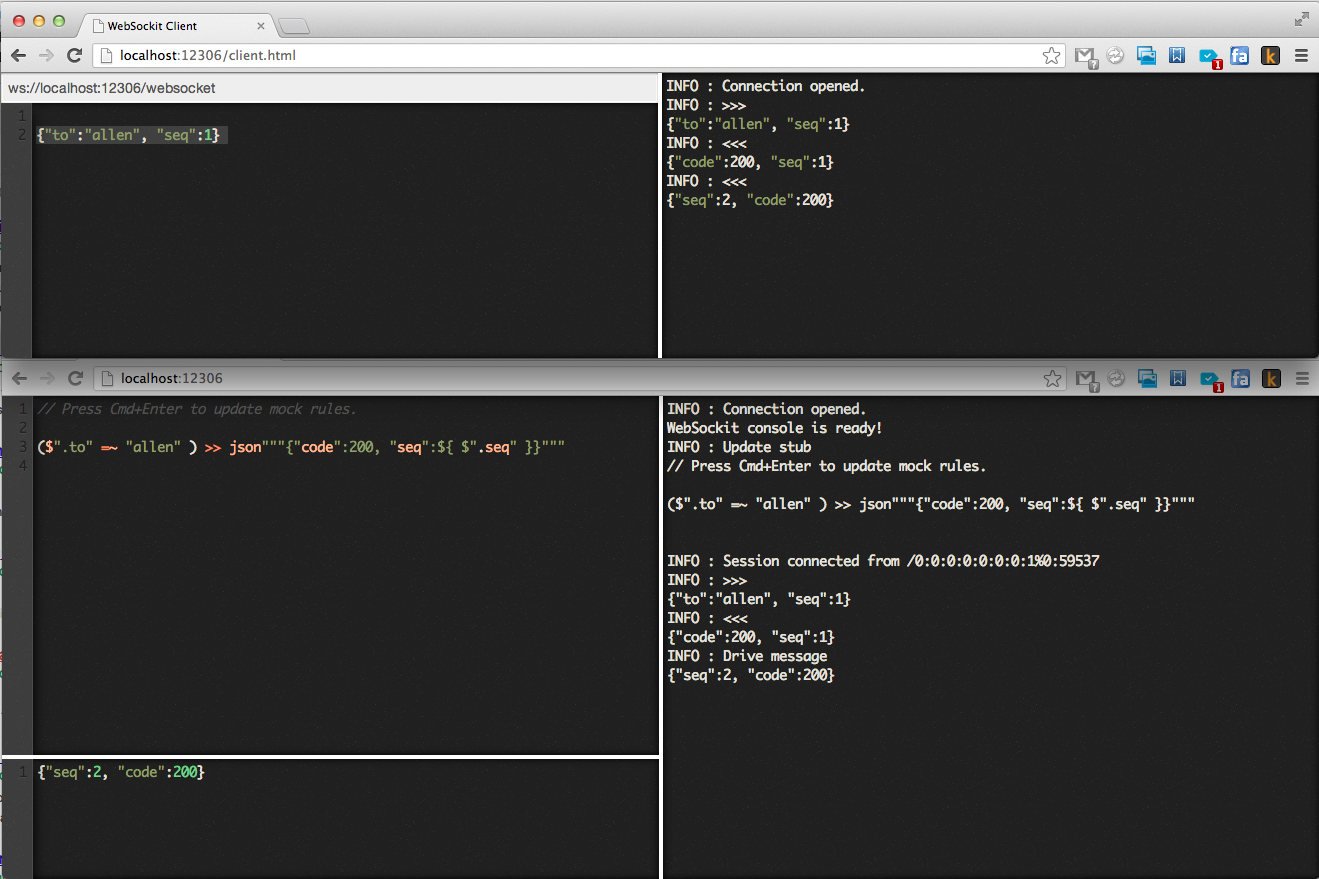 WebSockit Client
localhost:12306/client.html
ws://localhost:12306/websocket
1
2 {"to":"allen", "seq":1}
INFO : Connection opened.
INFO : >>>
{"to":"allen", "seq":1}
INFO : <<<
{"code":200, "seq":1}
INFO : <<<
{"seq":2, "code":200}
localhost:12306
1 // Press Cmd+Enter to update mock rules.
2
3 ($".to" =~ "allen" ) >> json"""{"code":200, "seq":${ $".seq" }}"""
4
1 {"seq":2, "code":200}
INFO : Connection opened.
WebSockit console is ready!
INFO : Update stub
// Press Cmd+Enter to update mock rules.
($".to" =~ "allen" ) >> json"""{"code":200, "seq":${ $".seq" }}"""
INFO : Session connected from /0:0:0:0:0:0:0:1%0:59537
INFO : >>>
{"to":"allen", "seq":1}
INFO : <<<
{"code":200, "seq":1}
INFO : Drive message
{"seq":2, "code":200}